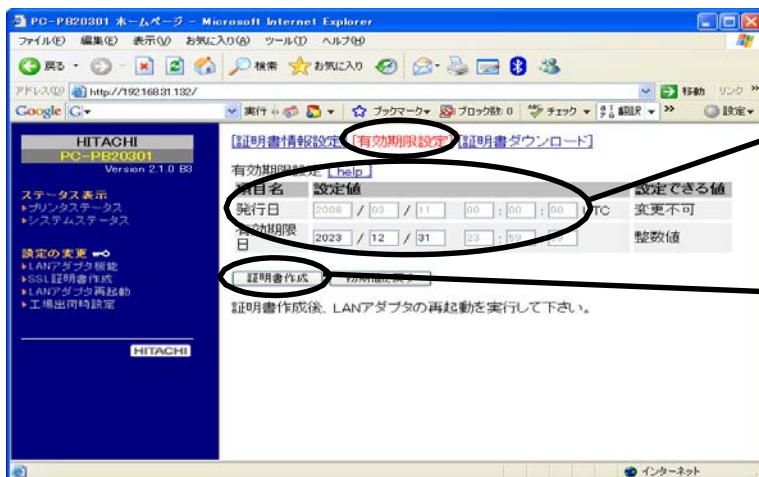 PC-PB20301 ホームページ - Microsoft Internet Explorer
ファイル(F) 編集(E) 表示(V) お気に入り(A) ツール(T) ヘルプ(H)
戻る 検索 お気に入り
アドレス(D) http://192.168.31.132/ 移動 リンク »
Google G 実行 ブックマーク ブロック数: 0 チェック 翻訳 » 設定
HITACHI
PC-PB20301
Version 2.1.0 B3
ステータス表示
プリンタステータス
システムステータス
設定の変更
LANアダプタ機能
SSL証明書作成
LANアダプタ再起動
工場出荷時設定
HITACHI
[証明書情報設定] [有効期限設定] [証明書ダウンロード]
有効期限設定 [help]
項目名 設定値 設定できる値
発行日 2008 / 03 / 11 00 : 00 : 00 UTC 変更不可
有効期限日 2023 / 12 / 31 23 : 59 : 整数値
証明書作成 初期値に戻す
証明書作成後、LANアダプタの再起動を実行して下さい。
インターネット